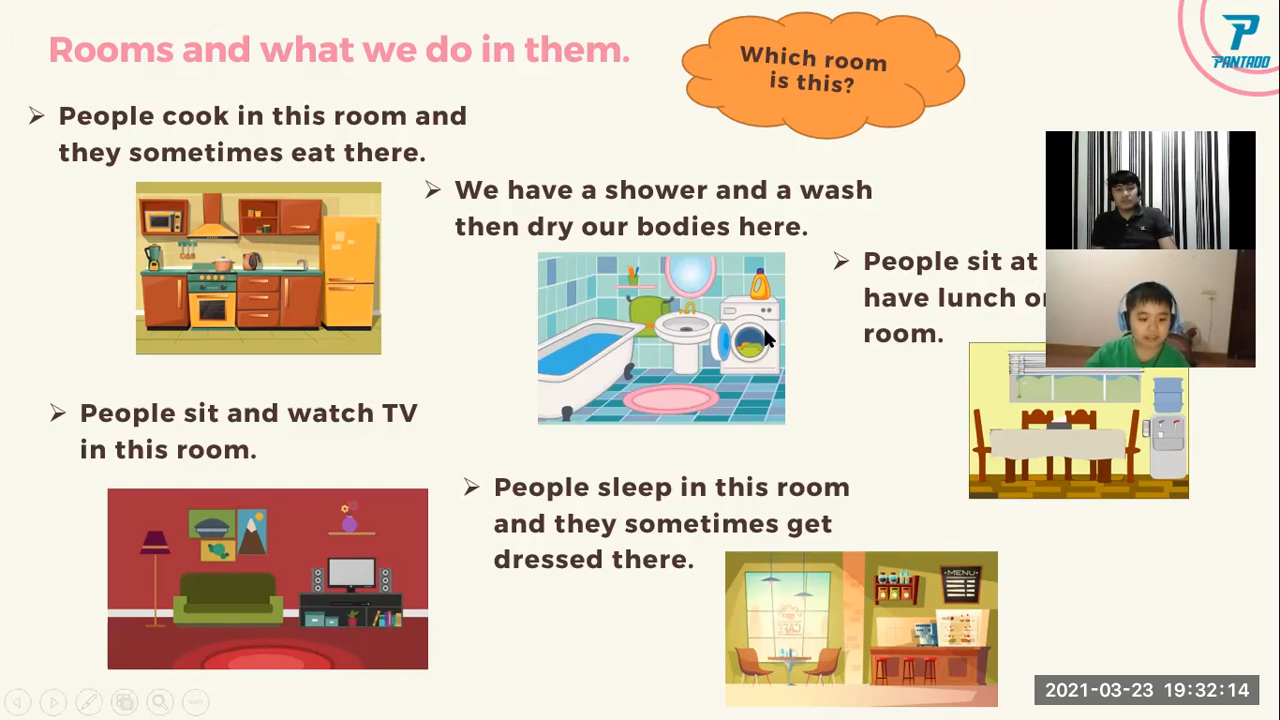 Rooms and what we do in them.
Which room
is this?
PANTADO
People cook in this room and
they sometimes eat there.
We have a shower and a wash
then dry our bodies here.
People sit at
have lunch or
room.
People sit and watch TV
in this room.
People sleep in this room
and they sometimes get
dressed there.
MENU
CAFE
2021-03-23 19:32:14